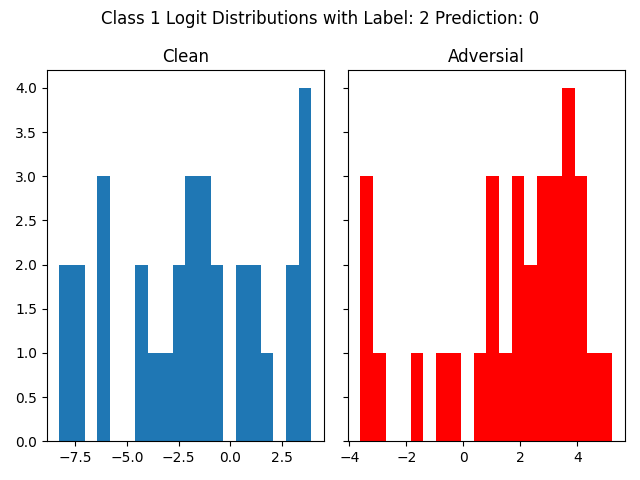 Class 1 Logit Distributions with Label: 2 Prediction: 0
Clean
Adversial
4.0
3.5
3.0
2.5
2.0
1.5
1.0
0.5
0.0
−7.5 −5.0 −2.5 0.0 2.5
−4 −2 0 2 4